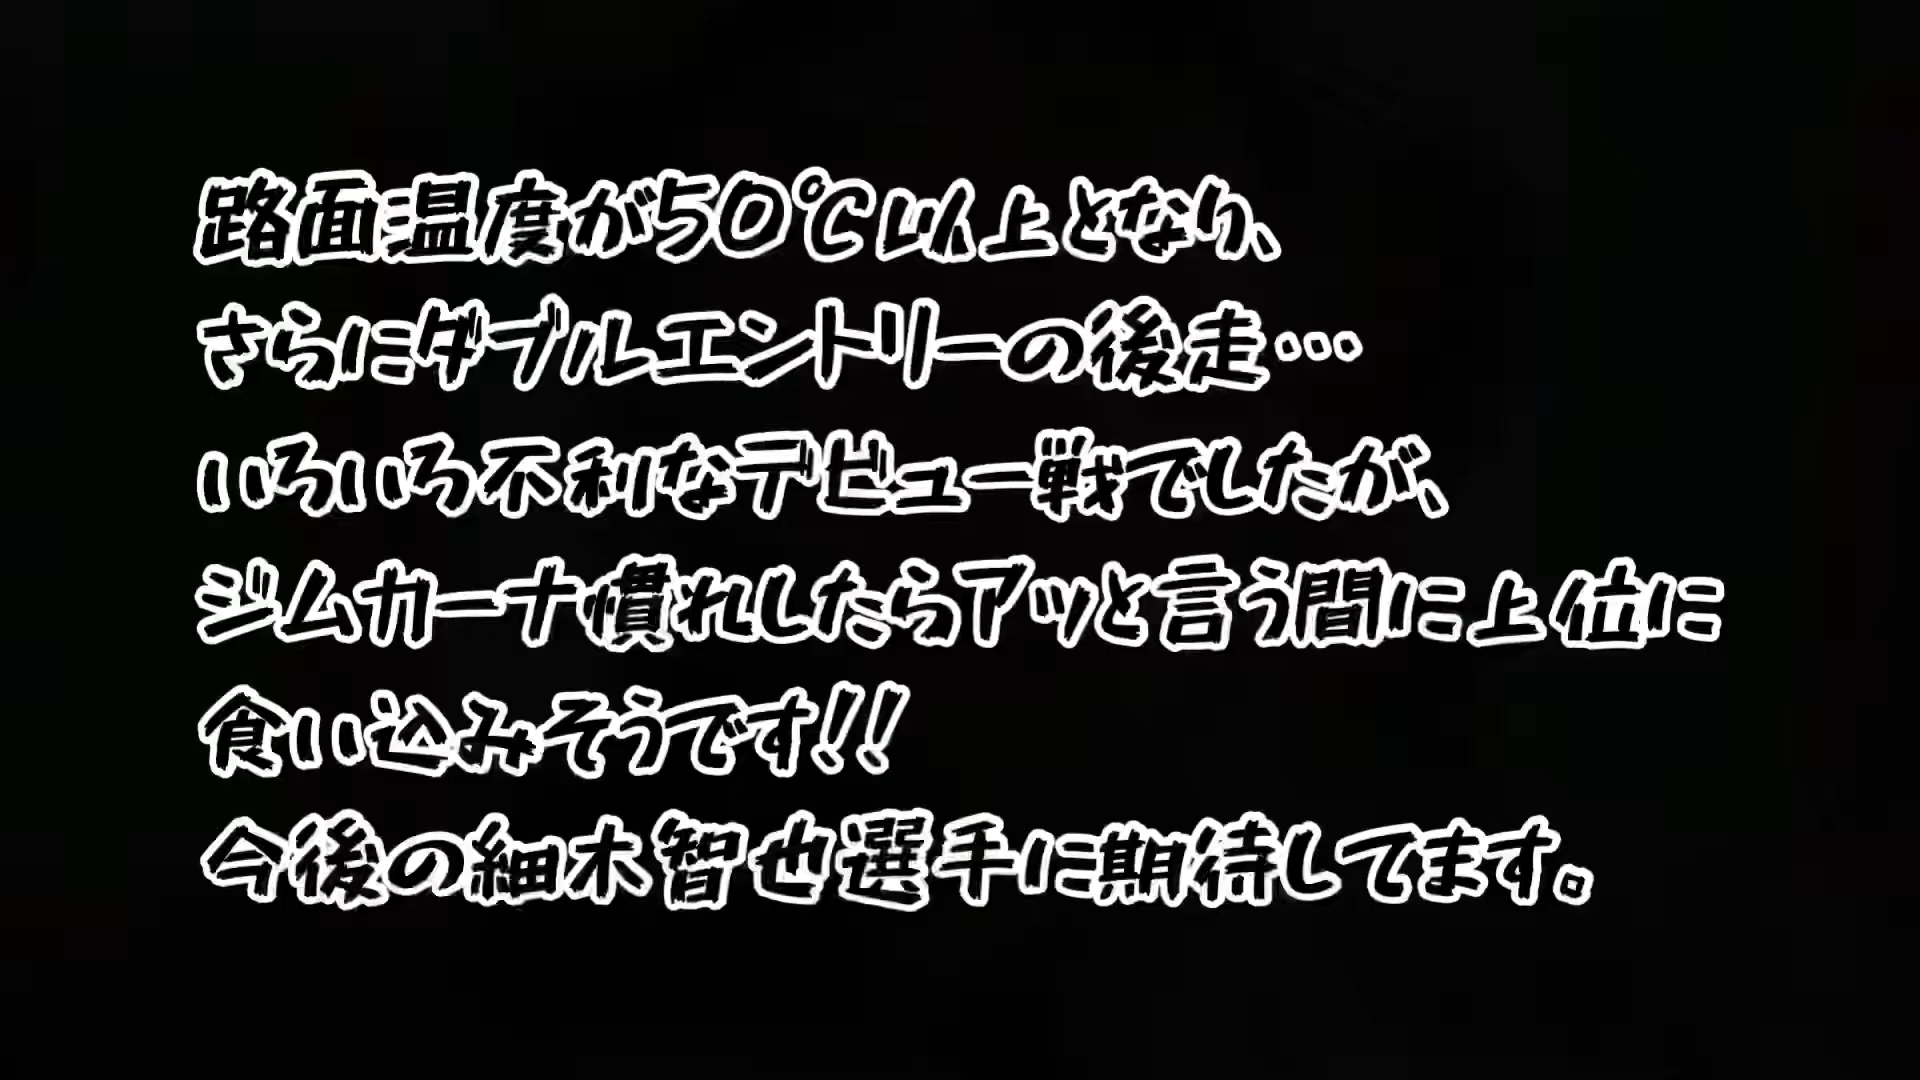 路面温度が50℃以上となり、
さらにダブルエントリーの後走…
いろいろ不利なデビュー戦でしたが、
ジムカーナ慣れしたらアッと言う間に上位に
食い込みそうです!!
今後の細木智也選手に期待してます。